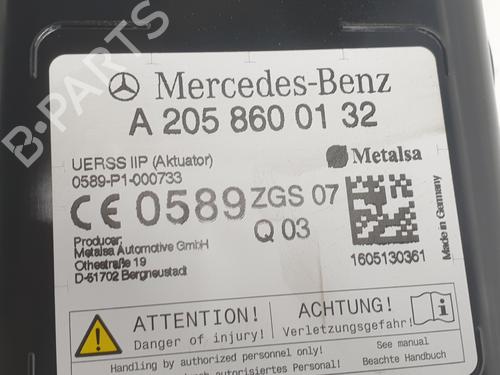 B-PARTS
Mercedes-Benz
A 205 860 01 32
UERSS IIP (Aktuator)
0589-P1-000733
Metalsa
CE 0589 ZGS 07
Q 03
Producer:
Metalsa Automotive GmbH
Othestraße 19
D-51702 Bergneustadt
1605130361
Made in Germany
ATTENTION!
Danger of injury!
ACHTUNG!
Verletzungsgefahr!
i
Handling by authorized personnel only!
See manual
Beachte Handbuch